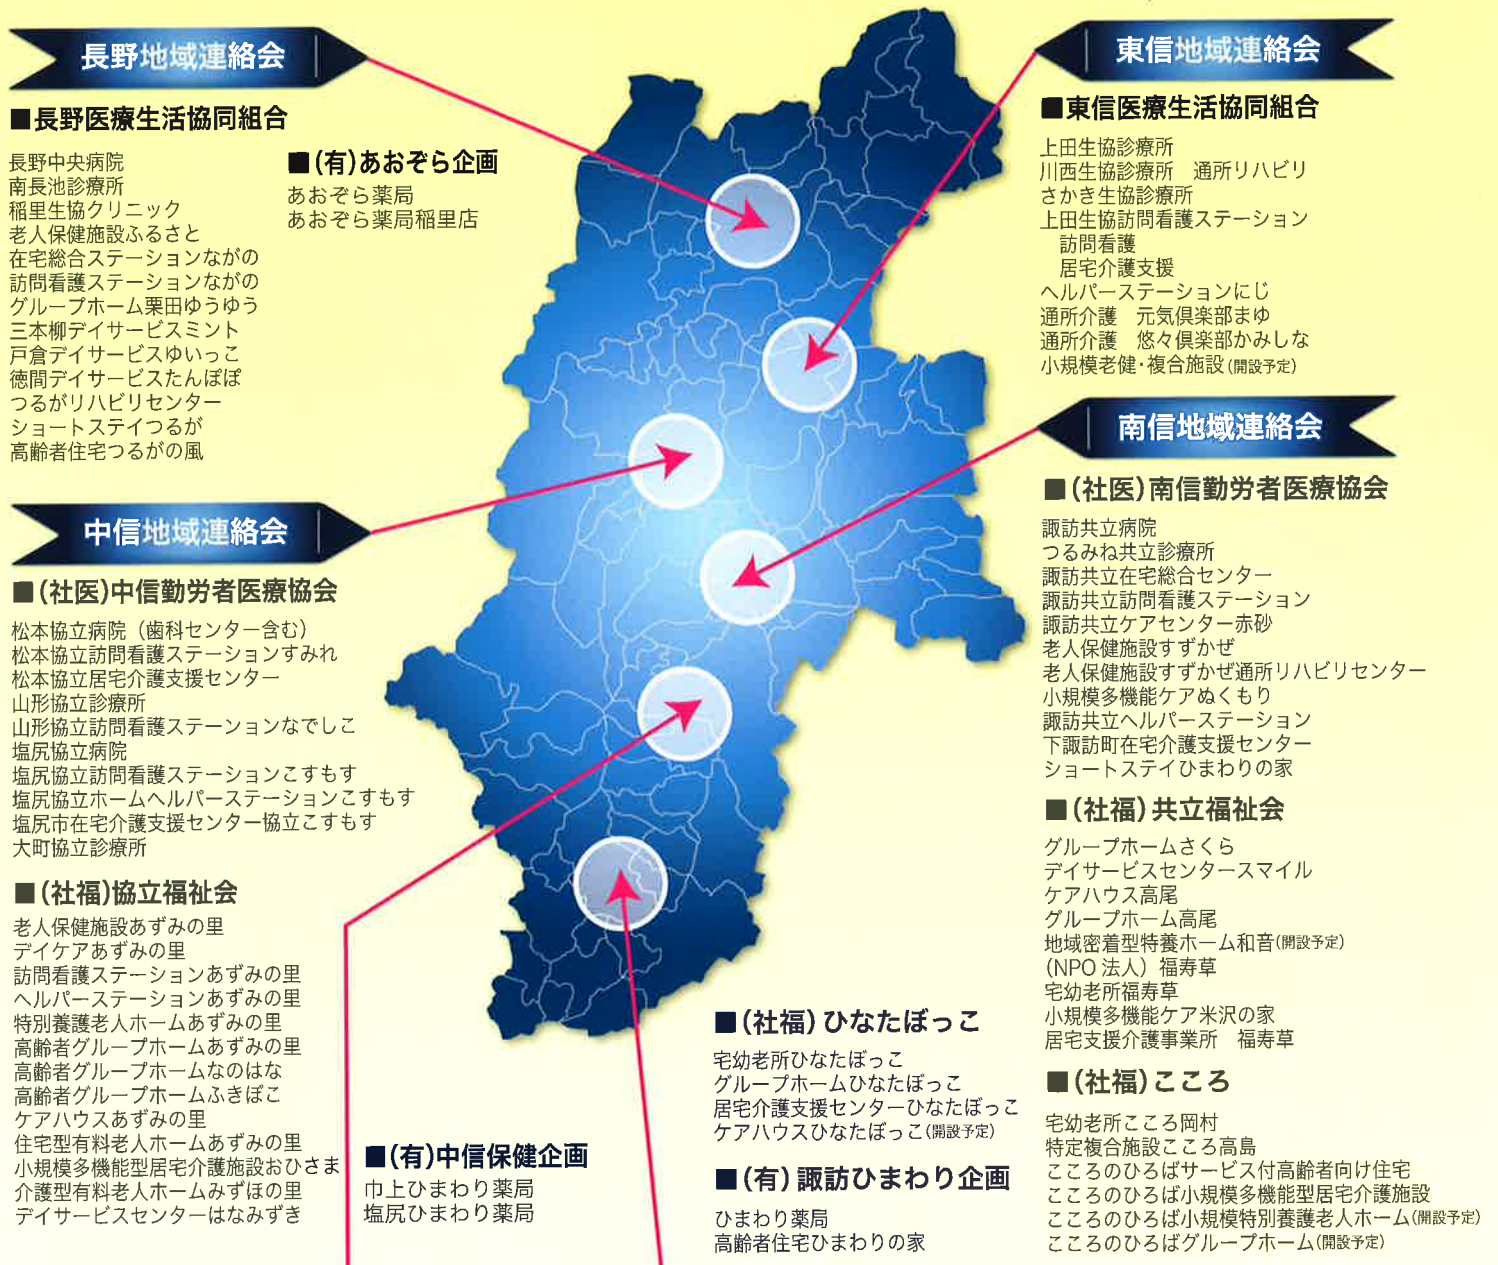 長野地域連絡会
■長野医療生活協同組合
長野中央病院
南長池診療所
稲里生協クリニック
老人保健施設ふるさと
在宅総合ステーションながの
訪問看護ステーションながの
グループホーム栗田ゆうゆう
三本柳デイサービスミント
戸倉デイサービスゆいっこ
徳間デイサービスたんぽぽ
つるがリハビリセンター
ショートステイつるが
高齢者住宅つるがの風
■(有)あおぞら企画
あおぞら薬局
あおぞら薬局稲里店
中信地域連絡会
■(社医)中信勤労者医療協会
松本協立病院（歯科センター含む）
松本協立訪問看護ステーションすみれ
松本協立居宅介護支援センター
山形協立診療所
山形協立訪問看護ステーンョンなでしこ
塩尻協立病院
塩尻協立訪問看護ステーションこすもす
塩尻協立ホームヘルパーステーションこすもす
塩尻市在宅介護支援センター協立こすもす
大町協立診療所
■(社福)協立福祉会
老人保健施設あずみの里
デイケアあずみの里
訪問看護ステーションあずみの里
ヘルパーステーションあずみの里
特別養護老人ホームあずみの里
高齢者グループホームあずみの里
高齢者グループホームなのはな
高齢者グループホームふきぼこ
ケアハウスあずみの里
住宅型有料老人ホームあずみの里
小規模多機能型居宅介護施設おひさま
介護型有料老人ホームみずほの里
デイサービスセンターはなみずき
■(有)中信保健企画
巾上ひまわり薬局
塩尻ひまわり薬局
東信地域連絡会
■東信医療生活協同組合
上田生協診療所
川西生協診療所　通所リハビリ
さかき生協診療所
上田生協訪問看護ステーション
　訪問看護
　居宅介護支援
ヘルパーステーションにじ
通所介護　元気倶楽部まゆ
通所介護　悠々倶楽部かみしな
小規模老健・複合施設(開設予定)
南信地域連絡会
■(社医)南信勤労者医療協会
諏訪共立病院
つるみね共立診療所
諏訪共立在宅総合センター
諏訪共立訪問看護ステーション
諏訪共立ケアセンター赤砂
老人保健施設すずかぜ
老人保健施設すずかぜ通所リハビリセンター
小規模多機能ケアぬくもり
諏訪共立ヘルパーステーション
下諏訪町在宅介護支援センター
ショートステイひまわりの家
■(社福)共立福祉会
グループホームさくら
デイサービスセンタースマイル
ケアハウス高尾
グループホーム高尾
地域密着型特養ホーム和音(開設予定)
(NPO 法人）福寿草
宅幼老所福寿草
小規模多機能ケア米沢の家
居宅支援介護事業所　福寿草
■(社福)こころ
宅幼老所こころ岡村
特定複合施設こころ高島
こころのひろばサービス付高齢者向け住宅
こころのひろば小規模多機能型居宅介護施設
こころのひろば小規模特別養護老人ホーム(開設予定)
こころのひろばグループホーム(開設予定)
■(社福)ひなたぼっこ
宅幼老所ひなたぼっこ
グループホームひなたぼっこ
居宅介護支援センターひなたぼっこ
ケアハウスひなたぼっこ(開設予定)
■(有)諏訪ひまわり企画
ひまわり薬局
高齢者住宅ひまわりの家